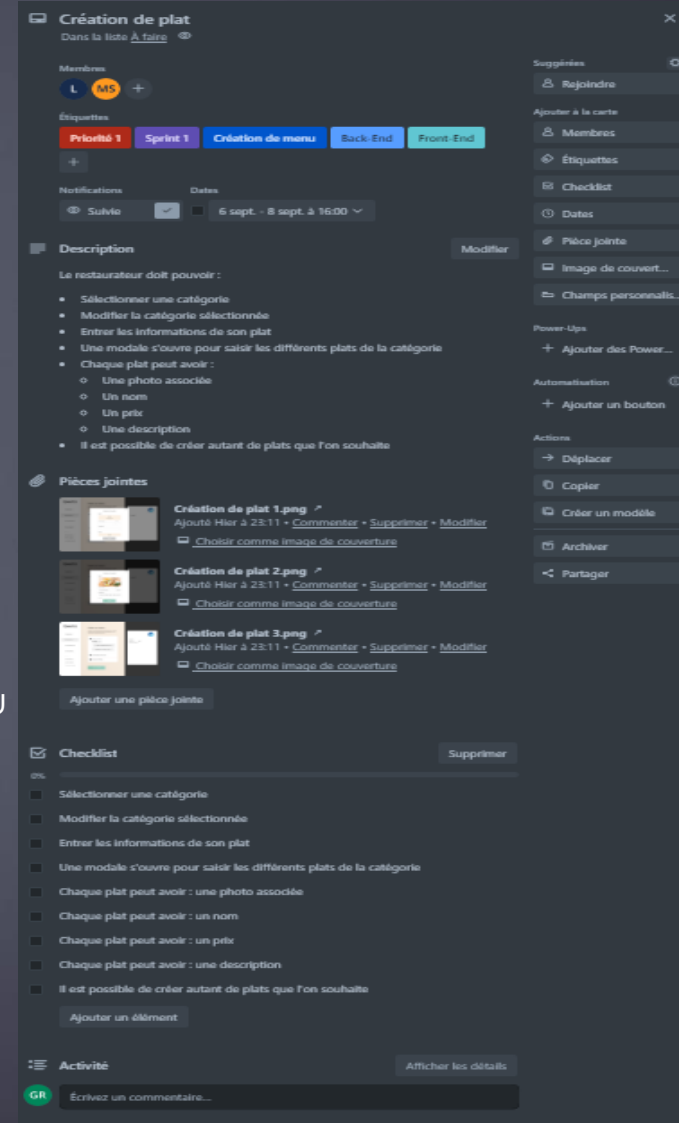 Création de plat
Dans la liste À faire
Membres
L MS +
Étiquettes
Priorité 1 Sprint 1 Création de menu Back-End Front-End
+
Notifications Dates
Suivie 6 sept. - 8 sept. à 16:00
Description Modifier
Le restaurateur doit pouvoir :
Sélectionner une catégorie
Modifier la catégorie sélectionnée
Entrer les informations de son plat
Une modale s'ouvre pour saisir les différents plats de la catégorie
Chaque plat peut avoir :
Une photo associée
Un nom
Un prix
Une description
Il est possible de créer autant de plats que l'on souhaite
Pièces jointes
Création de plat 1.png ↗
Ajouté Hier à 23:11 • Commenter • Supprimer • Modifier
Choisir comme image de couverture
Création de plat 2.png ↗
Ajouté Hier à 23:11 • Commenter • Supprimer • Modifier
Choisir comme image de couverture
Création de plat 3.png ↗
Ajouté Hier à 23:11 • Commenter • Supprimer • Modifier
Choisir comme image de couverture
Ajouter une pièce jointe
Checklist Supprimer
0%
Sélectionner une catégorie
Modifier la catégorie sélectionnée
Entrer les informations de son plat
Une modale s'ouvre pour saisir les différents plats de la catégorie
Chaque plat peut avoir : une photo associée
Chaque plat peut avoir : un nom
Chaque plat peut avoir : un prix
Chaque plat peut avoir : une description
Il est possible de créer autant de plats que l'on souhaite
Ajouter un élément
Activité Afficher les détails
GR Écrivez un commentaire...
Suggérées
Rejoindre
Ajouter à la carte
Membres
Étiquettes
Checklist
Dates
Pièce jointe
Image de couvert...
Champs personnalis...
Power-Ups
+ Ajouter des Power...
Automatisation
+ Ajouter un bouton
Actions
Déplacer
Copier
Créer un modèle
Archiver
Partager